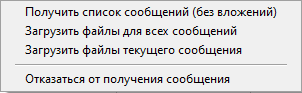 Получить список сообщений (без вложений)
Загрузить файлы для всех сообщений
Загрузить файлы текущего сообщения
Отказаться от получения сообщения